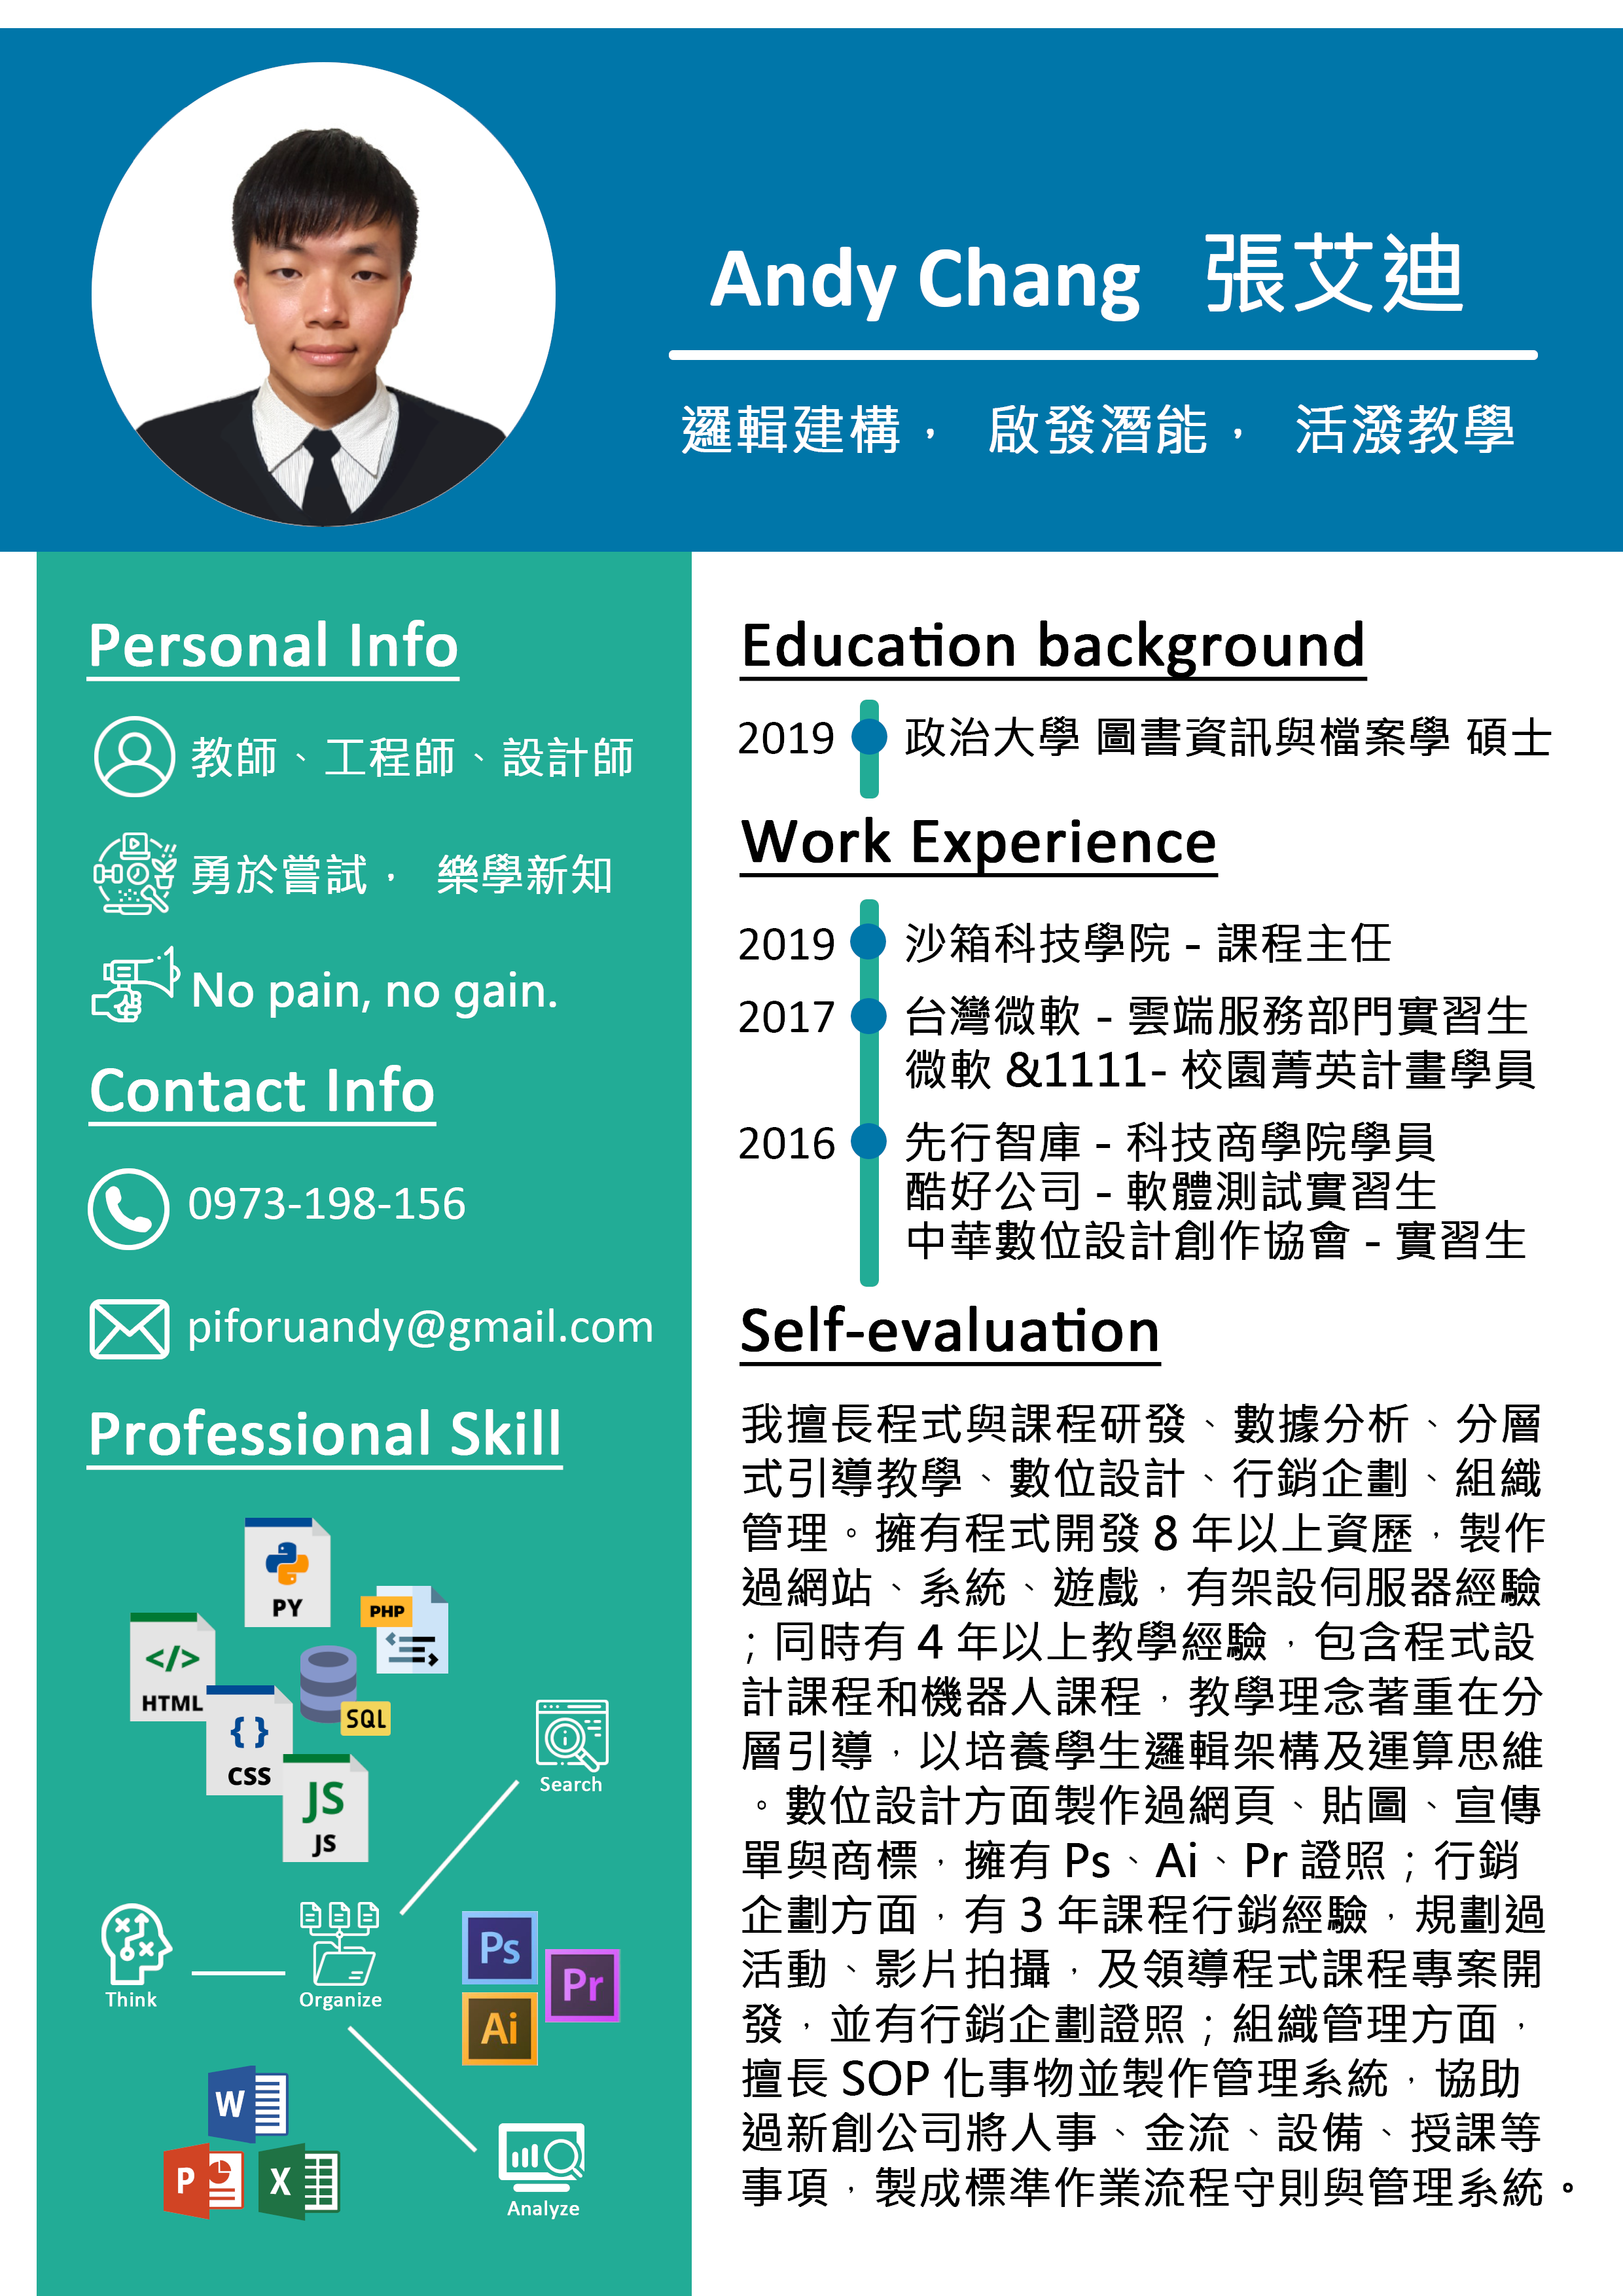 Andy Chang 張艾迪
邏輯建構， 啟發潛能， 活潑教學
Personal Info
教師、工程師、設計師
勇於嘗試， 樂學新知
No pain, no gain.
Contact Info
0973-198-156
piforuandy@gmail.com
Professional Skill
PY
PHP
</>
HTML
SQL
{ }
CSS
JS
JS
Search
Think
Organize
Ps
Pr
Ai
W
P
X
Analyze
Education background
2019 政治大學 圖書資訊與檔案學 碩士
Work Experience
2019 沙箱科技學院 - 課程主任
2017 台灣微軟 - 雲端服務部門實習生
微軟 &1111- 校園菁英計畫學員
2016 先行智庫 - 科技商學院學員
酷好公司 - 軟體測試實習生
中華數位設計創作協會 - 實習生
Self-evaluation
我擅長程式與課程研發、數據分析、分層
式引導教學、數位設計、行銷企劃、組織
管理。擁有程式開發 8 年以上資歷，製作
過網站、系統、遊戲，有架設伺服器經驗
；同時有 4 年以上教學經驗，包含程式設
計課程和機器人課程，教學理念著重在分
層引導，以培養學生邏輯架構及運算思維
。數位設計方面製作過網頁、貼圖、宣傳
單與商標，擁有 Ps、Ai、Pr 證照；行銷
企劃方面，有 3 年課程行銷經驗，規劃過
活動、影片拍攝，及領導程式課程專案開
發，並有行銷企劃證照；組織管理方面，
擅長 SOP 化事物並製作管理系統，協助
過新創公司將人事、金流、設備、授課等
事項，製成標準作業流程守則與管理系統。